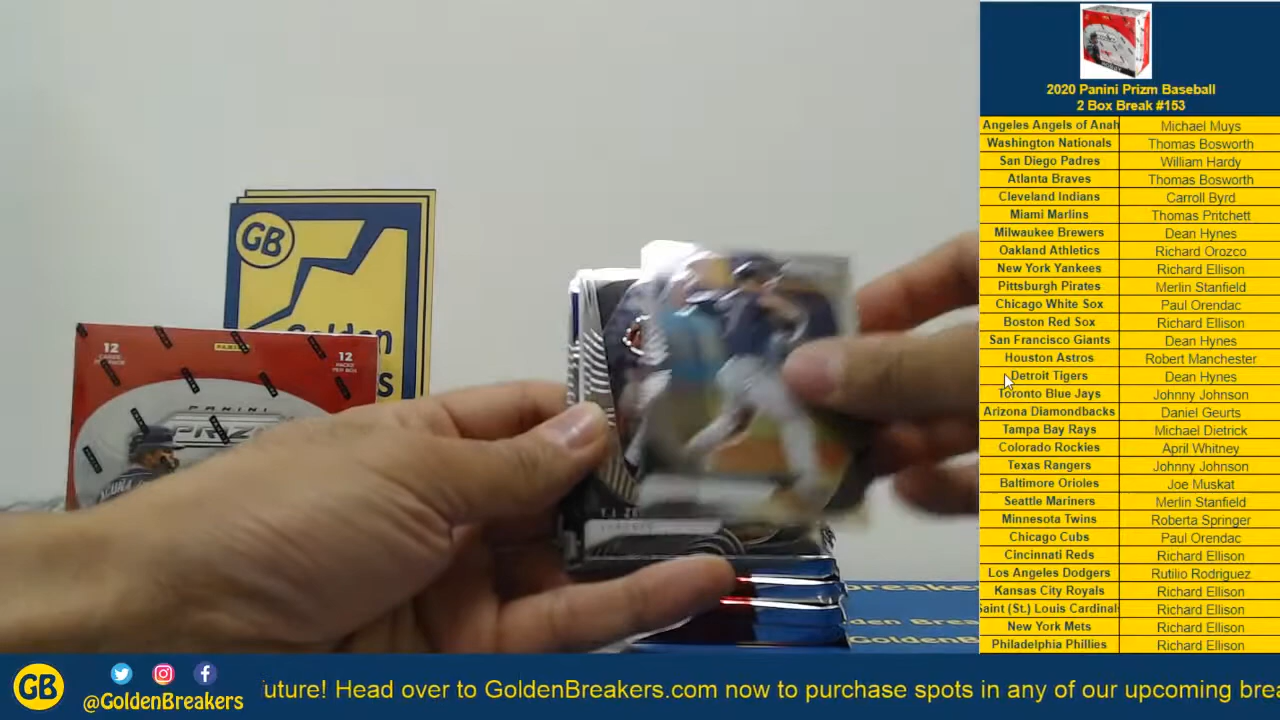 2020 Panini Prizm Baseball
2 Box Break #153
Angeles Angels of Anah Michael Muys
Washington Nationals Thomas Bosworth
San Diego Padres William Hardy
Atlanta Braves Thomas Bosworth
Cleveland Indians Carroll Byrd
Miami Marlins Thomas Pritchett
Milwaukee Brewers Dean Hynes
Oakland Athletics Richard Orozco
New York Yankees Richard Ellison
Pittsburgh Pirates Merlin Stanfield
Chicago White Sox Paul Orendac
Boston Red Sox Richard Ellison
San Francisco Giants Dean Hynes
Houston Astros Robert Manchester
Detroit Tigers Dean Hynes
Toronto Blue Jays Johnny Johnson
Arizona Diamondbacks Daniel Geurts
Tampa Bay Rays Michael Dietrick
Colorado Rockies April Whitney
Texas Rangers Johnny Johnson
Baltimore Orioles Joe Muskat
Seattle Mariners Merlin Stanfield
Minnesota Twins Roberta Springer
Chicago Cubs Paul Orendac
Cincinnati Reds Richard Ellison
Los Angeles Dodgers Rutilio Rodriguez
Kansas City Royals Richard Ellison
Saint (St.) Louis Cardinals Richard Ellison
New York Mets Richard Ellison
Philadelphia Phillies Richard Ellison
GB
Golden
12
PANINI
12
PANINI
PRIZM
GoldenBreakers
GB
@GoldenBreakers
uture! Head over to GoldenBreakers.com now to purchase spots in any of our upcoming brea